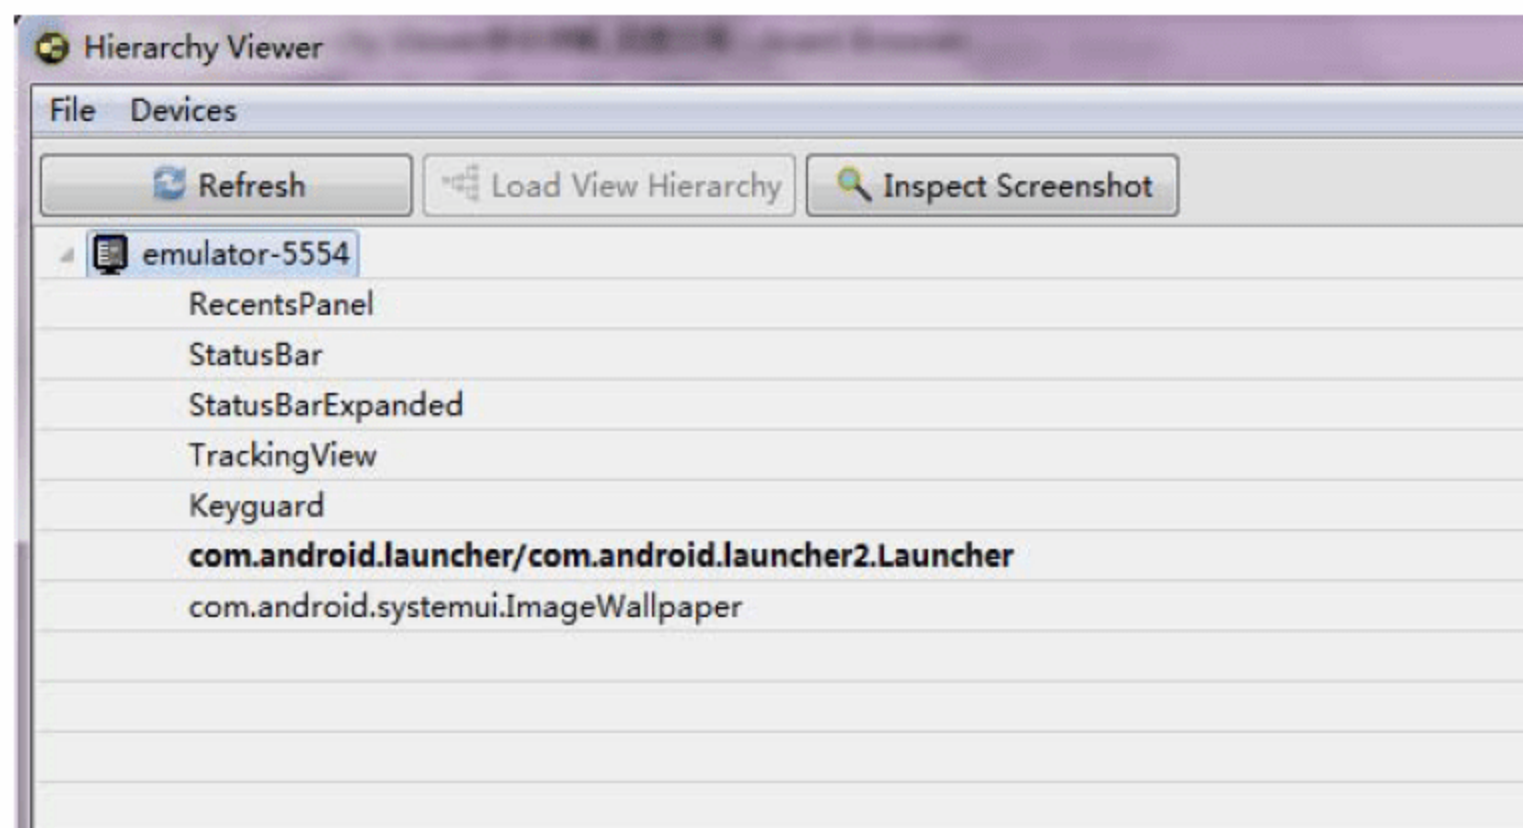 Hierarchy Viewer
File Devices
Refresh Load View Hierarchy Inspect Screenshot
emulator-5554
RecentsPanel
StatusBar
StatusBarExpanded
TrackingView
Keyguard
com.android.launcher/com.android.launcher2.Launcher
com.android.systemui.ImageWallpaper